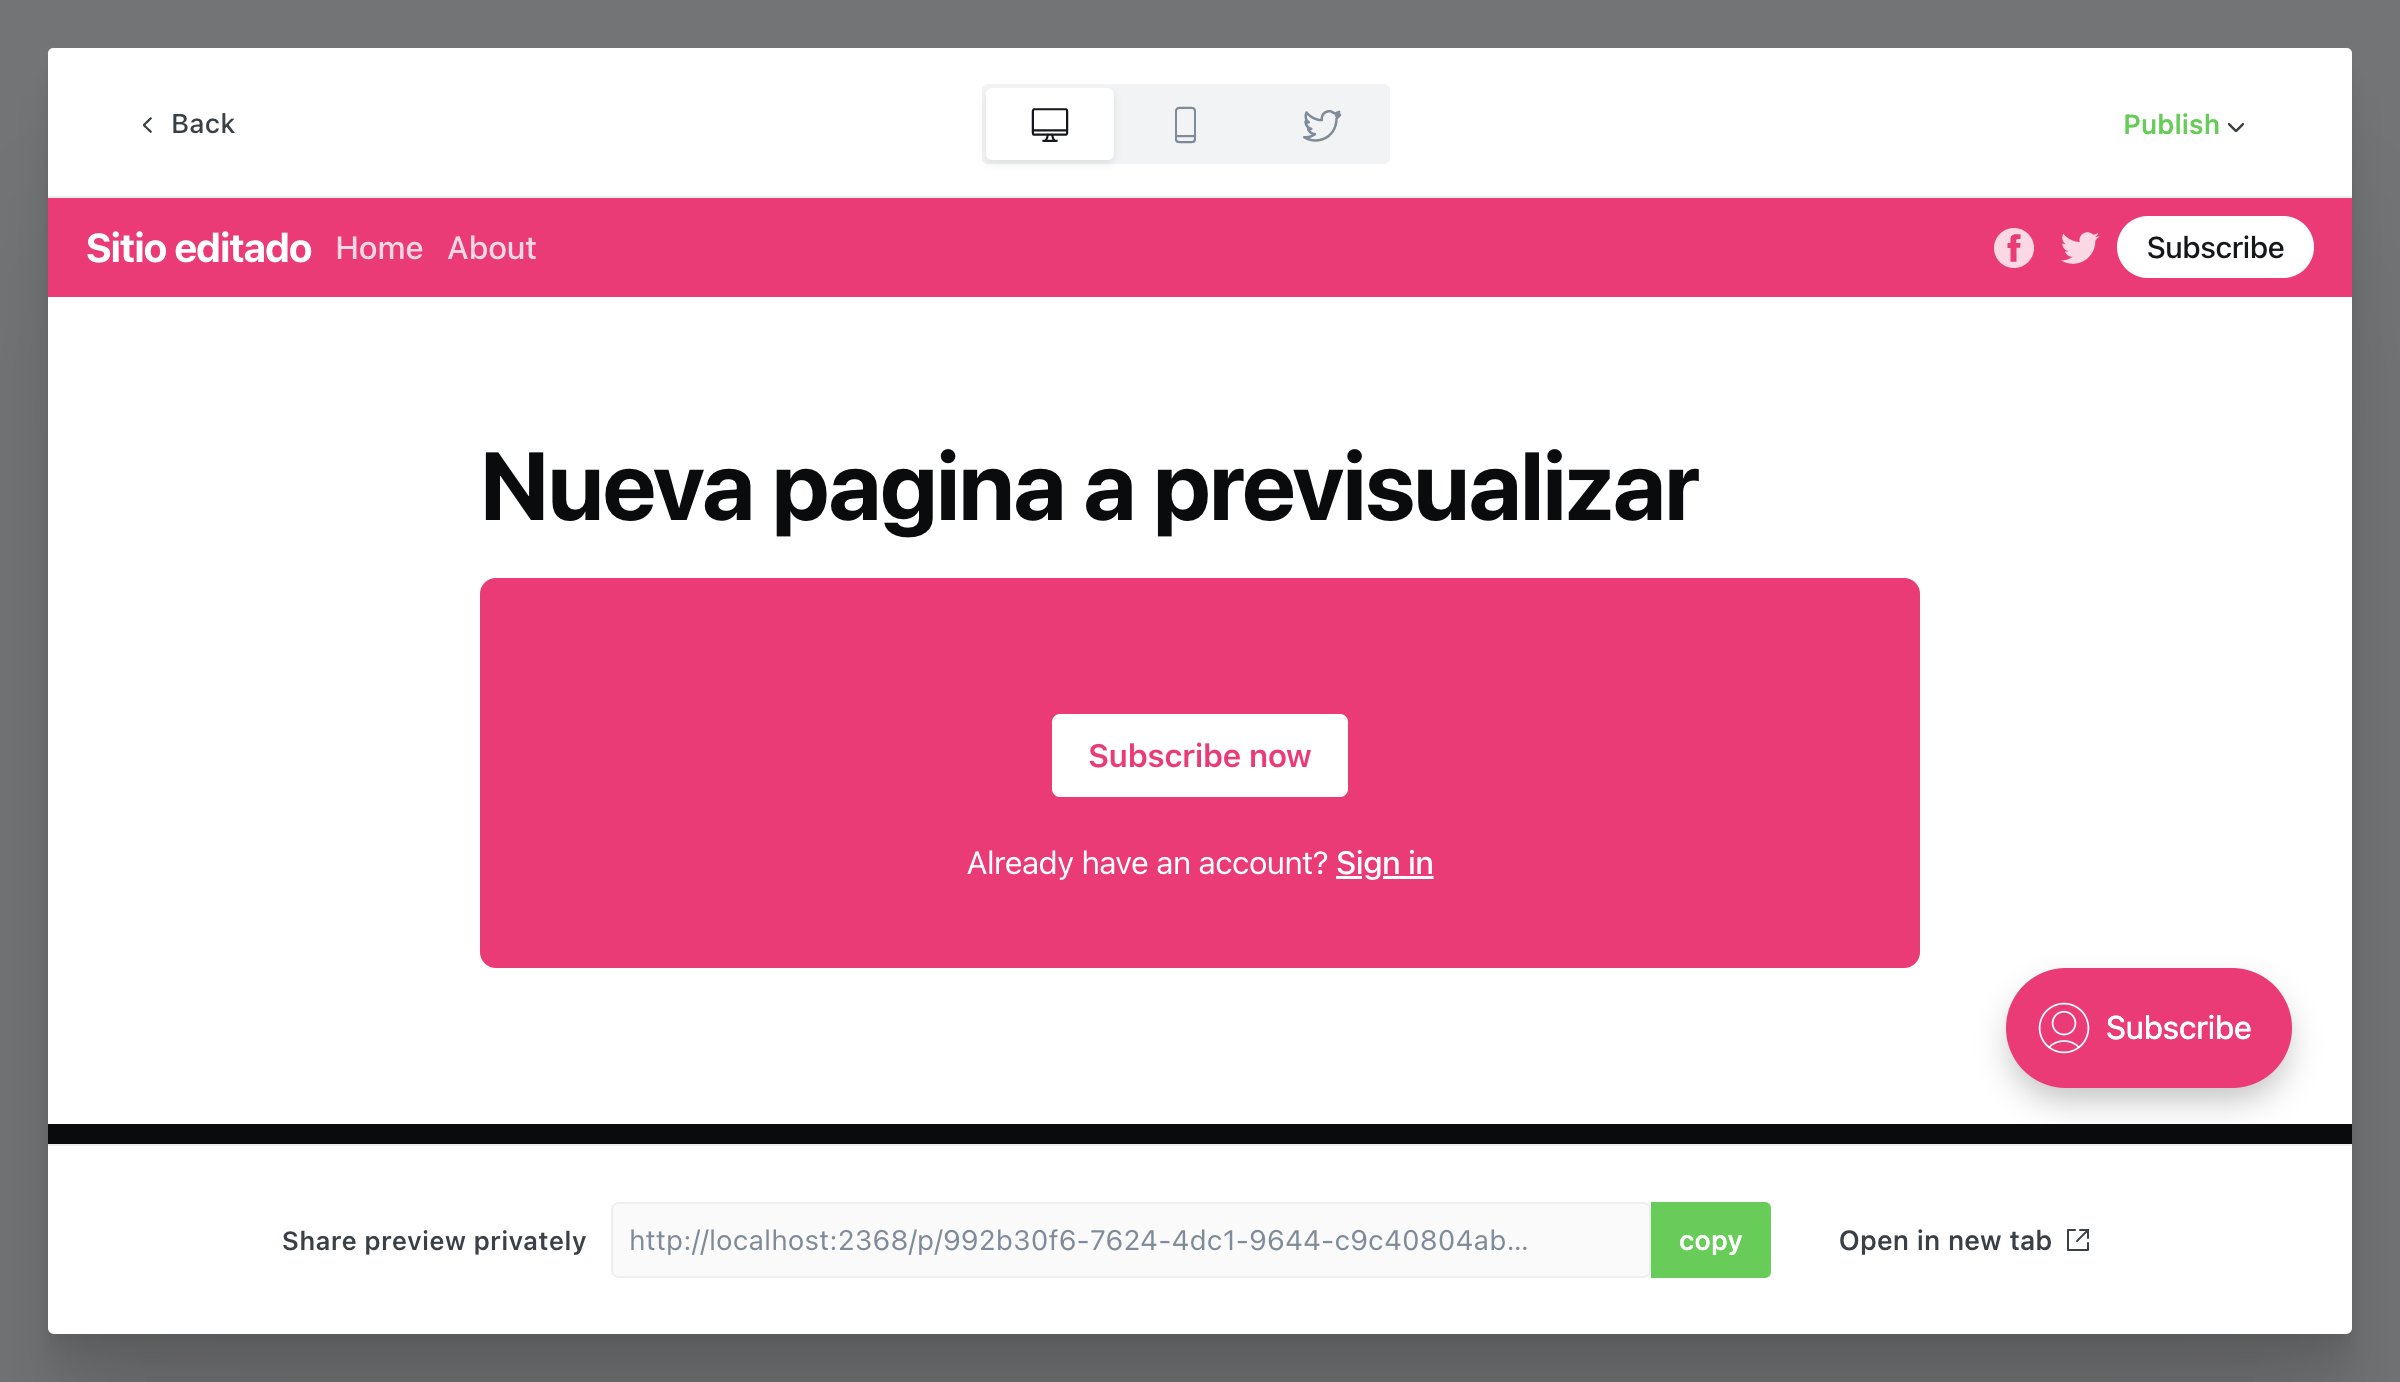 Back
Publish
Sitio editado Home About
Subscribe
Nueva pagina a previsualizar
Subscribe now
Already have an account? Sign in
Subscribe
Share preview privately
http://localhost:2368/p/992b30f6-7624-4dc1-9644-c9c40804ab...
copy
Open in new tab